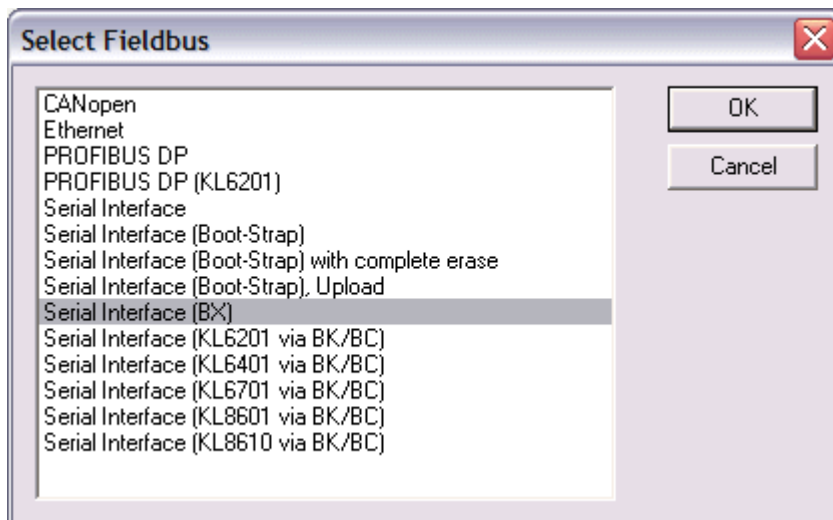 Select Fieldbus
CANopen
Ethernet
PROFIBUS DP
PROFIBUS DP (KL6201)
Serial Interface
Serial Interface (Boot-Strap)
Serial Interface (Boot-Strap) with complete erase
Serial Interface (Boot-Strap), Upload
Serial Interface (BX)
Serial Interface (KL6201 via BK/BC)
Serial Interface (KL6401 via BK/BC)
Serial Interface (KL6701 via BK/BC)
Serial Interface (KL8601 via BK/BC)
Serial Interface (KL8610 via BK/BC)
OK
Cancel